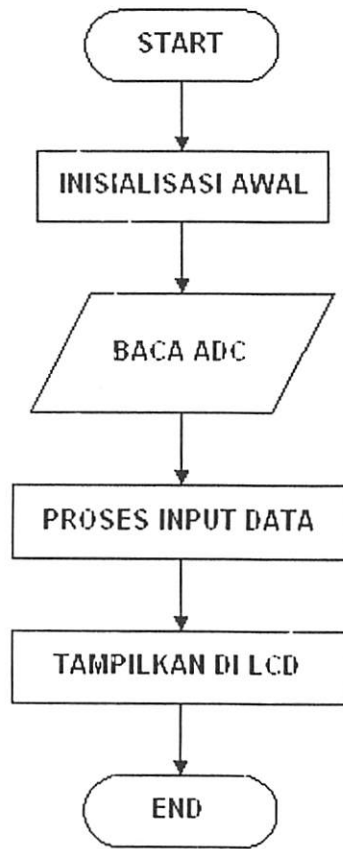 START
INISIALISASI AWAL
BACA ADC
PROSES INPUT DATA
TAMPILKAN DI LCD
END